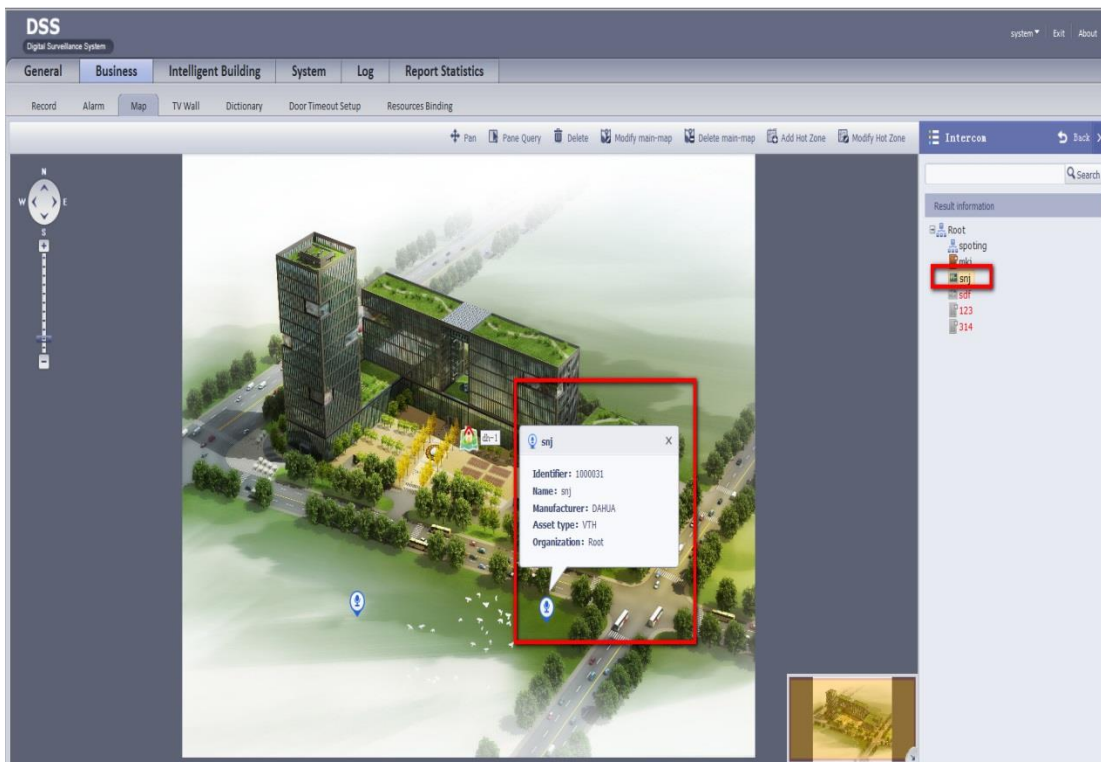 DSS
Digital Surveillance System
system Exit About
General Business Intelligent Building System Log Report Statistics
Record Alarm Map TV Wall Dictionary Door Timeout Setup Resources Binding
Pan Pane Query Delete Modify main-map Delete main-map Add Hot Zone Modify Hot Zone
Intercom Back
Search
Result information
Root
spoting
mkj
snj
sdf
123
314
N
W E
S
dh-1
snj X
Identifier: 1000031
Name: snj
Manufacturer: DAHUA
Asset type: VTH
Organization: Root